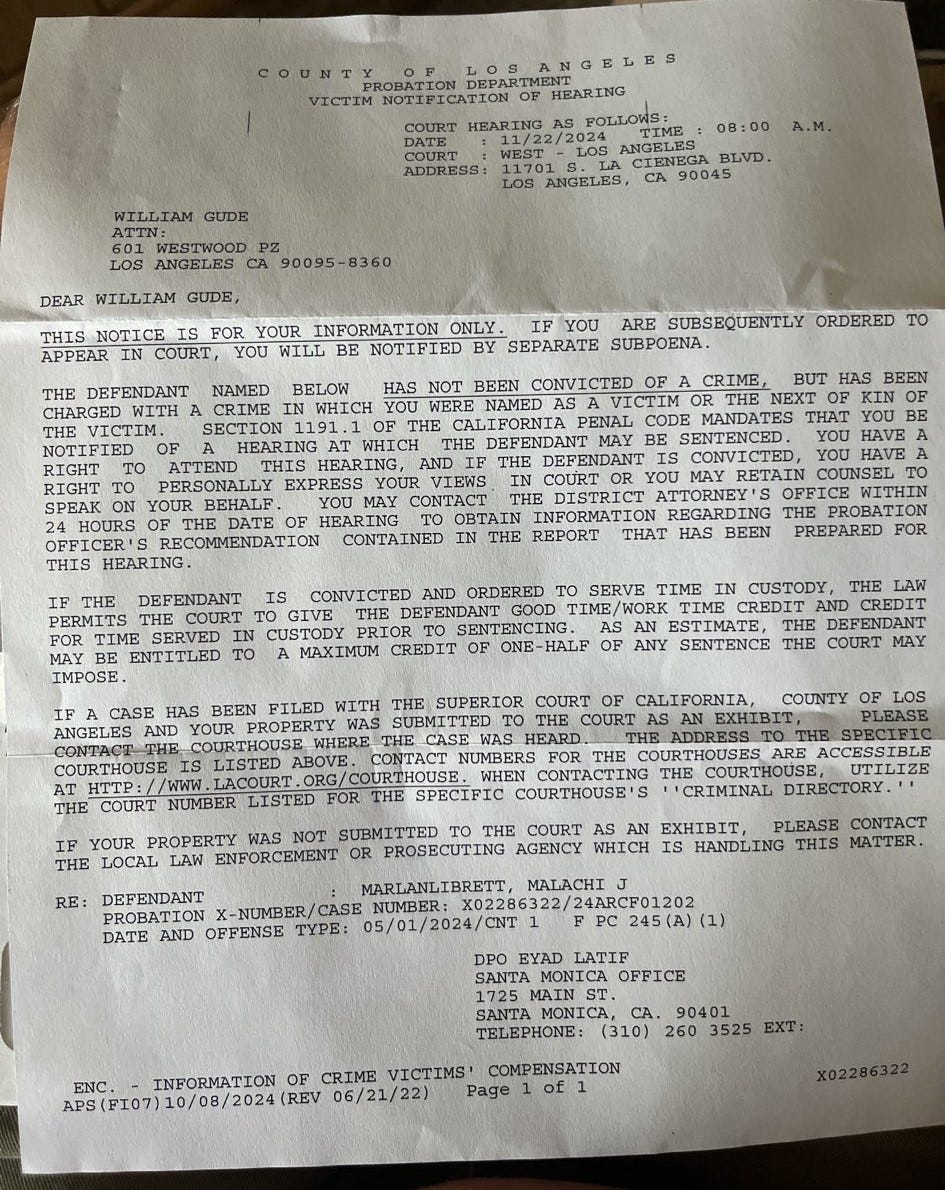 C O U N T Y   O F   L O S   A N G E L E S
PROBATION DEPARTMENT
VICTIM NOTIFICATION OF HEARING
COURT HEARING AS FOLLOWS:
DATE : 11/22/2024 TIME : 08:00 A.M.
COURT : WEST - LOS ANGELES
ADDRESS: 11701 S. LA CIENEGA BLVD.
LOS ANGELES, CA 90045
WILLIAM GUDE
ATTN:
601 WESTWOOD PZ
LOS ANGELES CA 90095-8360
DEAR WILLIAM GUDE,
THIS NOTICE IS FOR YOUR INFORMATION ONLY. IF YOU ARE SUBSEQUENTLY ORDERED TO
APPEAR IN COURT, YOU WILL BE NOTIFIED BY SEPARATE SUBPOENA.
THE DEFENDANT NAMED BELOW HAS NOT BEEN CONVICTED OF A CRIME, BUT HAS BEEN
CHARGED WITH A CRIME IN WHICH YOU WERE NAMED AS A VICTIM OR THE NEXT OF KIN OF
THE VICTIM. SECTION 1191.1 OF THE CALIFORNIA PENAL CODE MANDATES THAT YOU BE
NOTIFIED OF A HEARING AT WHICH THE DEFENDANT MAY BE SENTENCED. YOU HAVE A
RIGHT TO ATTEND THIS HEARING, AND IF THE DEFENDANT IS CONVICTED, YOU HAVE A
RIGHT TO PERSONALLY EXPRESS YOUR VIEWS IN COURT OR YOU MAY RETAIN COUNSEL TO
SPEAK ON YOUR BEHALF. YOU MAY CONTACT THE DISTRICT ATTORNEY'S OFFICE WITHIN
24 HOURS OF THE DATE OF HEARING TO OBTAIN INFORMATION REGARDING THE PROBATION
OFFICER'S RECOMMENDATION CONTAINED IN THE REPORT THAT HAS BEEN PREPARED FOR
THIS HEARING.
IF THE DEFENDANT IS CONVICTED AND ORDERED TO SERVE TIME IN CUSTODY, THE LAW
PERMITS THE COURT TO GIVE THE DEFENDANT GOOD TIME/WORK TIME CREDIT AND CREDIT
FOR TIME SERVED IN CUSTODY PRIOR TO SENTENCING. AS AN ESTIMATE, THE DEFENDANT
MAY BE ENTITLED TO A MAXIMUM CREDIT OF ONE-HALF OF ANY SENTENCE THE COURT MAY
IMPOSE.
IF A CASE HAS BEEN FILED WITH THE SUPERIOR COURT OF CALIFORNIA, COUNTY OF LOS
ANGELES AND YOUR PROPERTY WAS SUBMITTED TO THE COURT AS AN EXHIBIT, PLEASE
CONTACT THE COURTHOUSE WHERE THE CASE WAS HEARD. THE ADDRESS TO THE SPECIFIC
COURTHOUSE IS LISTED ABOVE. CONTACT NUMBERS FOR THE COURTHOUSES ARE ACCESSIBLE
AT HTTP://WWW.LACOURT.ORG/COURTHOUSE. WHEN CONTACTING THE COURTHOUSE, UTILIZE
THE COURT NUMBER LISTED FOR THE SPECIFIC COURTHOUSE'S ''CRIMINAL DIRECTORY.''
IF YOUR PROPERTY WAS NOT SUBMITTED TO THE COURT AS AN EXHIBIT, PLEASE CONTACT
THE LOCAL LAW ENFORCEMENT OR PROSECUTING AGENCY WHICH IS HANDLING THIS MATTER.
RE: DEFENDANT : MARLANLIBRETT, MALACHI J
PROBATION X-NUMBER/CASE NUMBER: X02286322/24ARCF01202
DATE AND OFFENSE TYPE: 05/01/2024/CNT 1 F PC 245(A)(1)
DPO EYAD LATIF
SANTA MONICA OFFICE
1725 MAIN ST.
SANTA MONICA, CA. 90401
TELEPHONE: (310) 260 3525 EXT:
ENC. - INFORMATION OF CRIME VICTIMS' COMPENSATION
APS(FI07)10/08/2024(REV 06/21/22) Page 1 of 1
X02286322